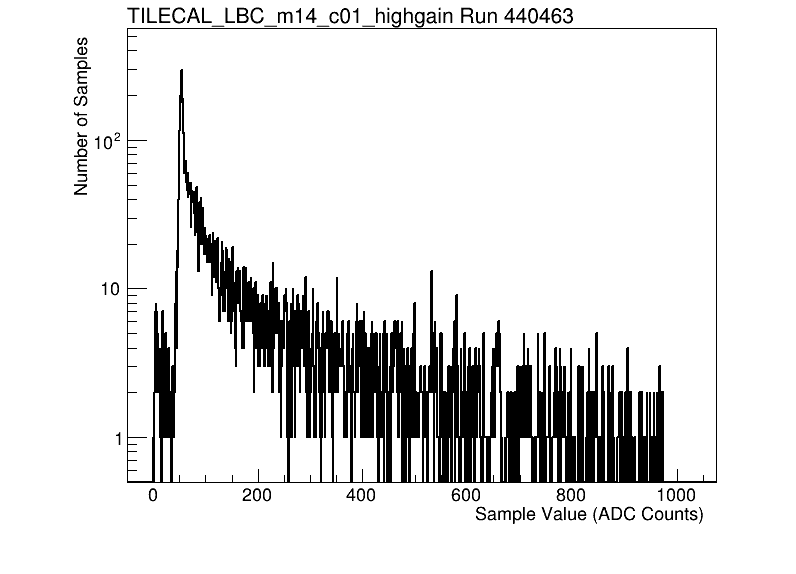 TILECAL_LBC_m14_c01_highgain Run 440463
Number of Samples
10²
10
1
0 200 400 600 800 1000
Sample Value (ADC Counts)